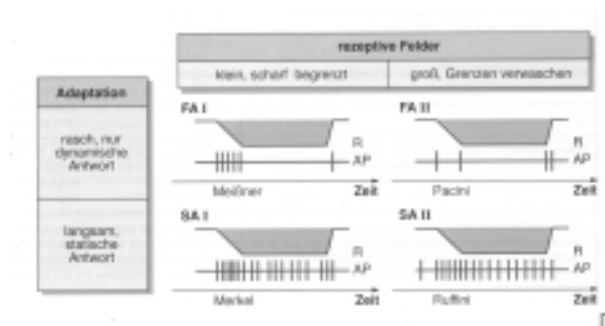 rezeptive Felder
klein, scharf begrenzt
groß, Grenzen verwaschen
Adaptation
rasch, nur
dynamische
Antwort
langsam,
statische
Antwort
FA I
R
AP
Meißner
Zeit
FA II
R
AP
Pacini
Zeit
SA I
R
AP
Merkel
Zeit
SA II
R
AP
Ruffini
Zeit